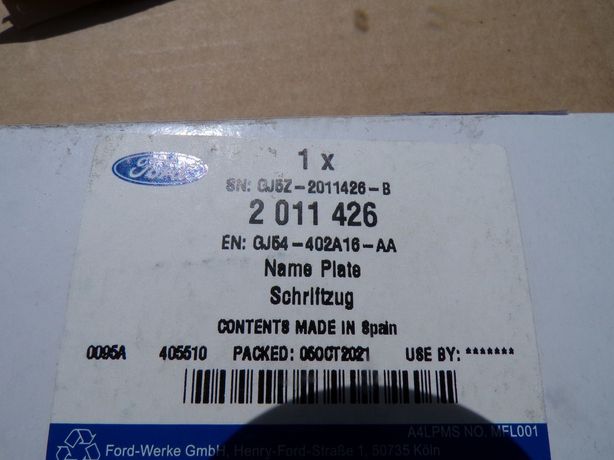 Ford
1 x
SN: GJ5Z-2011426-B
2 011 426
EN: GJ54-402A16-AA
Name Plate
Schriftzug
CONTENTS MADE IN Spain
0095A 405510 PACKED: 05OCT2021 USE BY: *******
A4LPMS NO. MFL001
Ford-Werke GmbH, Henry-Ford-Straße 1, 50735 Köln